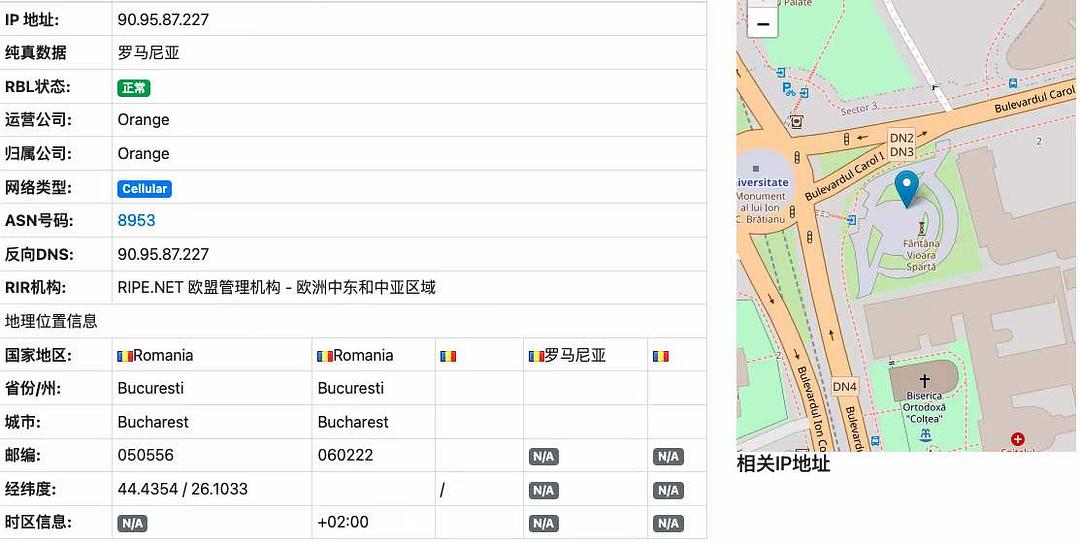 IP 地址: 90.95.87.227
纯真数据 罗马尼亚
RBL状态: 正常
运营公司: Orange
归属公司: Orange
网络类型: Cellular
ASN号码: 8953
反向DNS: 90.95.87.227
RIR机构: RIPE.NET 欧盟管理机构 - 欧洲中东和中亚区域
地理位置信息
国家地区: Romania Romania 罗马尼亚
省份/州: Bucuresti Bucuresti
城市: Bucharest Bucharest
邮编: 050556 060222 N/A N/A
经纬度: 44.4354 / 26.1033 / N/A N/A
时区信息: N/A +02:00 N/A N/A
−
Sector 3
Bulevardul Carol
DN2
DN3
2
Bulevardul Carol I
iversitate
Monument
al lui Ion
C. Brătianu
Fântâna
Vioara
Spartă
2
DN4
Bulevardul Ion C
Bulevard
Biserica
Ortodoxă
"Colțea"
相关IP地址